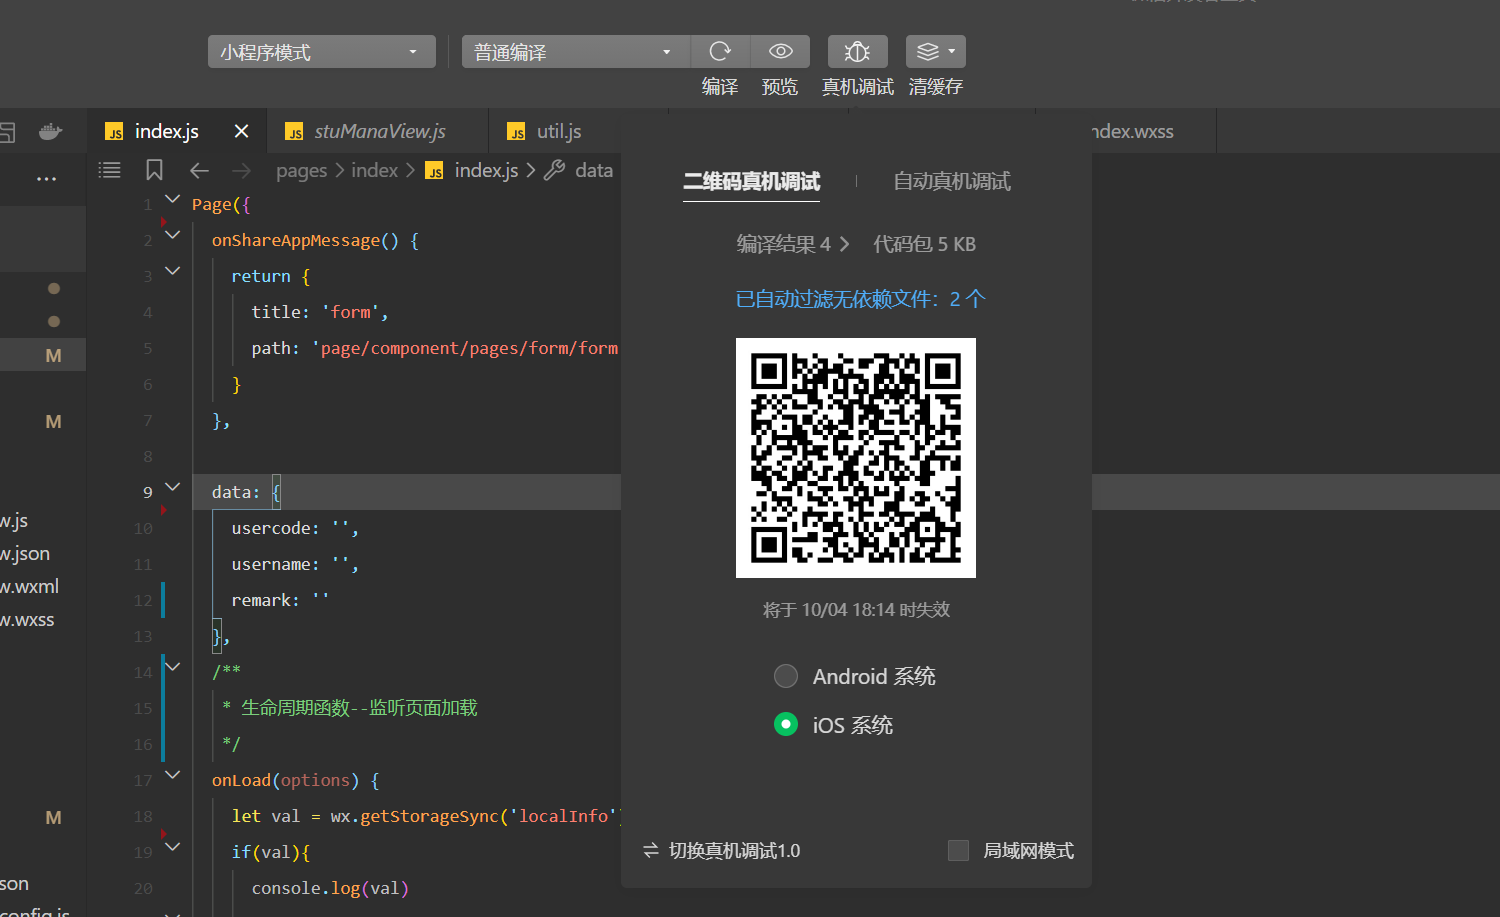 小程序模式
普通编译
编译
预览
真机调试
清缓存
index.js
stuManaView.js
util.js
ndex.wxss
pages > index > index.js > data
1 Page({
2 onShareAppMessage() {
3 return {
4 title: 'form',
5 path: 'page/component/pages/form/form
6 }
7 },
8
9 data: {
10 usercode: '',
11 username: '',
12 remark: ''
13 },
14 /**
15 * 生命周期函数--监听页面加载
16 */
17 onLoad(options) {
18 let val = wx.getStorageSync('localInfo')
19 if(val){
20 console.log(val)
M
M
w.js
w.json
w.wxml
w.wxss
M
son
config.js
二维码真机调试
自动真机调试
编译结果 4 >
代码包 5 KB
已自动过滤无依赖文件：2 个
将于 10/04 18:14 时失效
Android 系统
iOS 系统
切换真机调试1.0
局域网模式